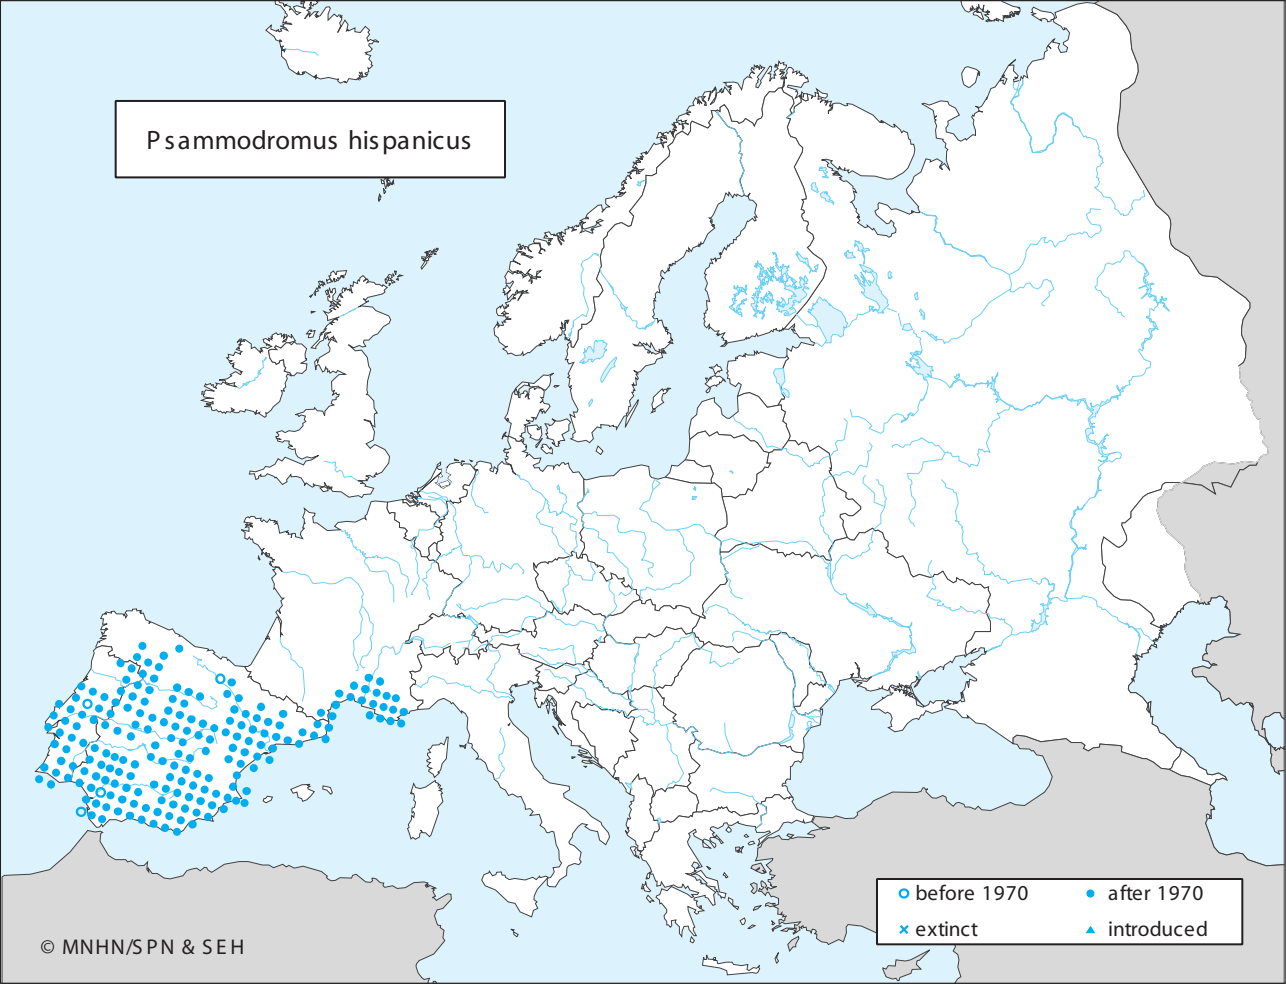 Psammodromus hispanicus
before 1970
after 1970
extinct
introduced
© MNHN/SPN & SEH